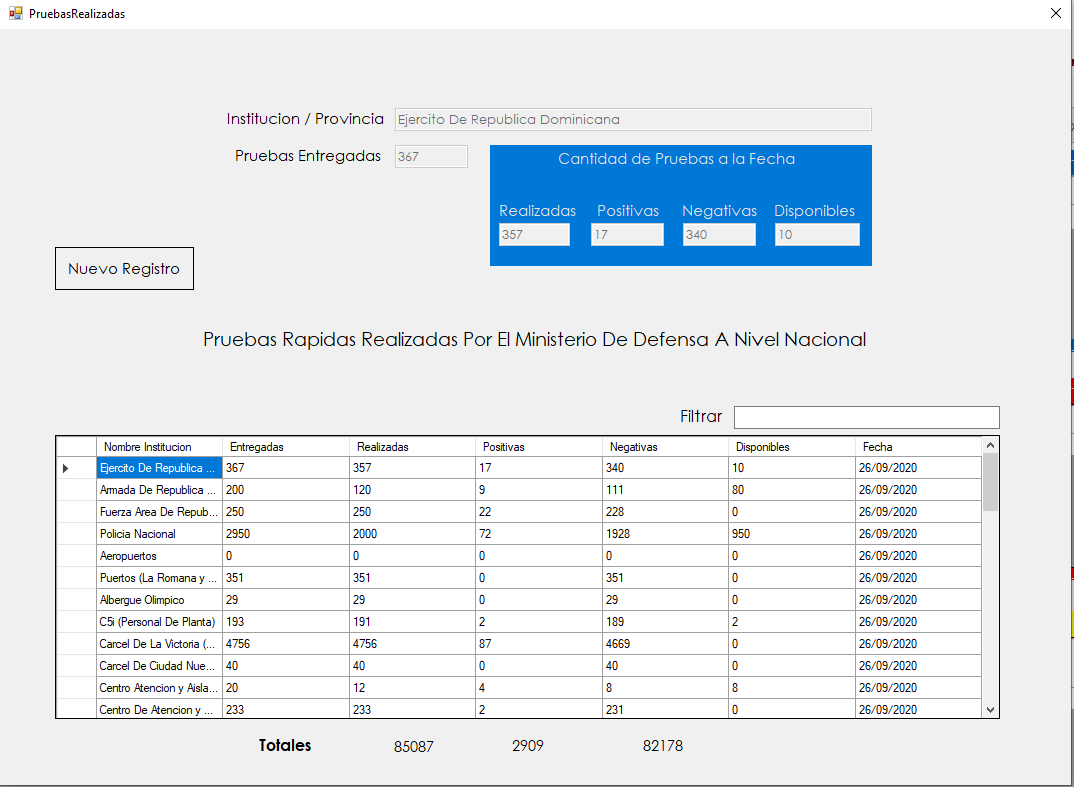 PruebasRealizadas
Institucion / Provincia Ejercito De Republica Dominicana
Pruebas Entregadas 367
Cantidad de Pruebas a la Fecha
Realizadas Positivas Negativas Disponibles
357 17 340 10
Nuevo Registro
Pruebas Rapidas Realizadas Por El Ministerio De Defensa A Nivel Nacional
Filtrar
Nombre Institucion Entregadas Realizadas Positivas Negativas Disponibles Fecha
Ejercito De Republica ... 367 357 17 340 10 26/09/2020
Armada De Republica ... 200 120 9 111 80 26/09/2020
Fuerza Area De Repub... 250 250 22 228 0 26/09/2020
Policia Nacional 2950 2000 72 1928 950 26/09/2020
Aeropuertos 0 0 0 0 0 26/09/2020
Puertos (La Romana y ... 351 351 0 351 0 26/09/2020
Albergue Olimpico 29 29 0 29 0 26/09/2020
C5i (Personal De Planta) 193 191 2 189 2 26/09/2020
Carcel De La Victoria (... 4756 4756 87 4669 0 26/09/2020
Carcel De Ciudad Nue... 40 40 0 40 0 26/09/2020
Centro Atencion y Aisla... 20 12 4 8 8 26/09/2020
Centro De Atencion y ... 233 233 2 231 0 26/09/2020
Totales 85087 2909 82178